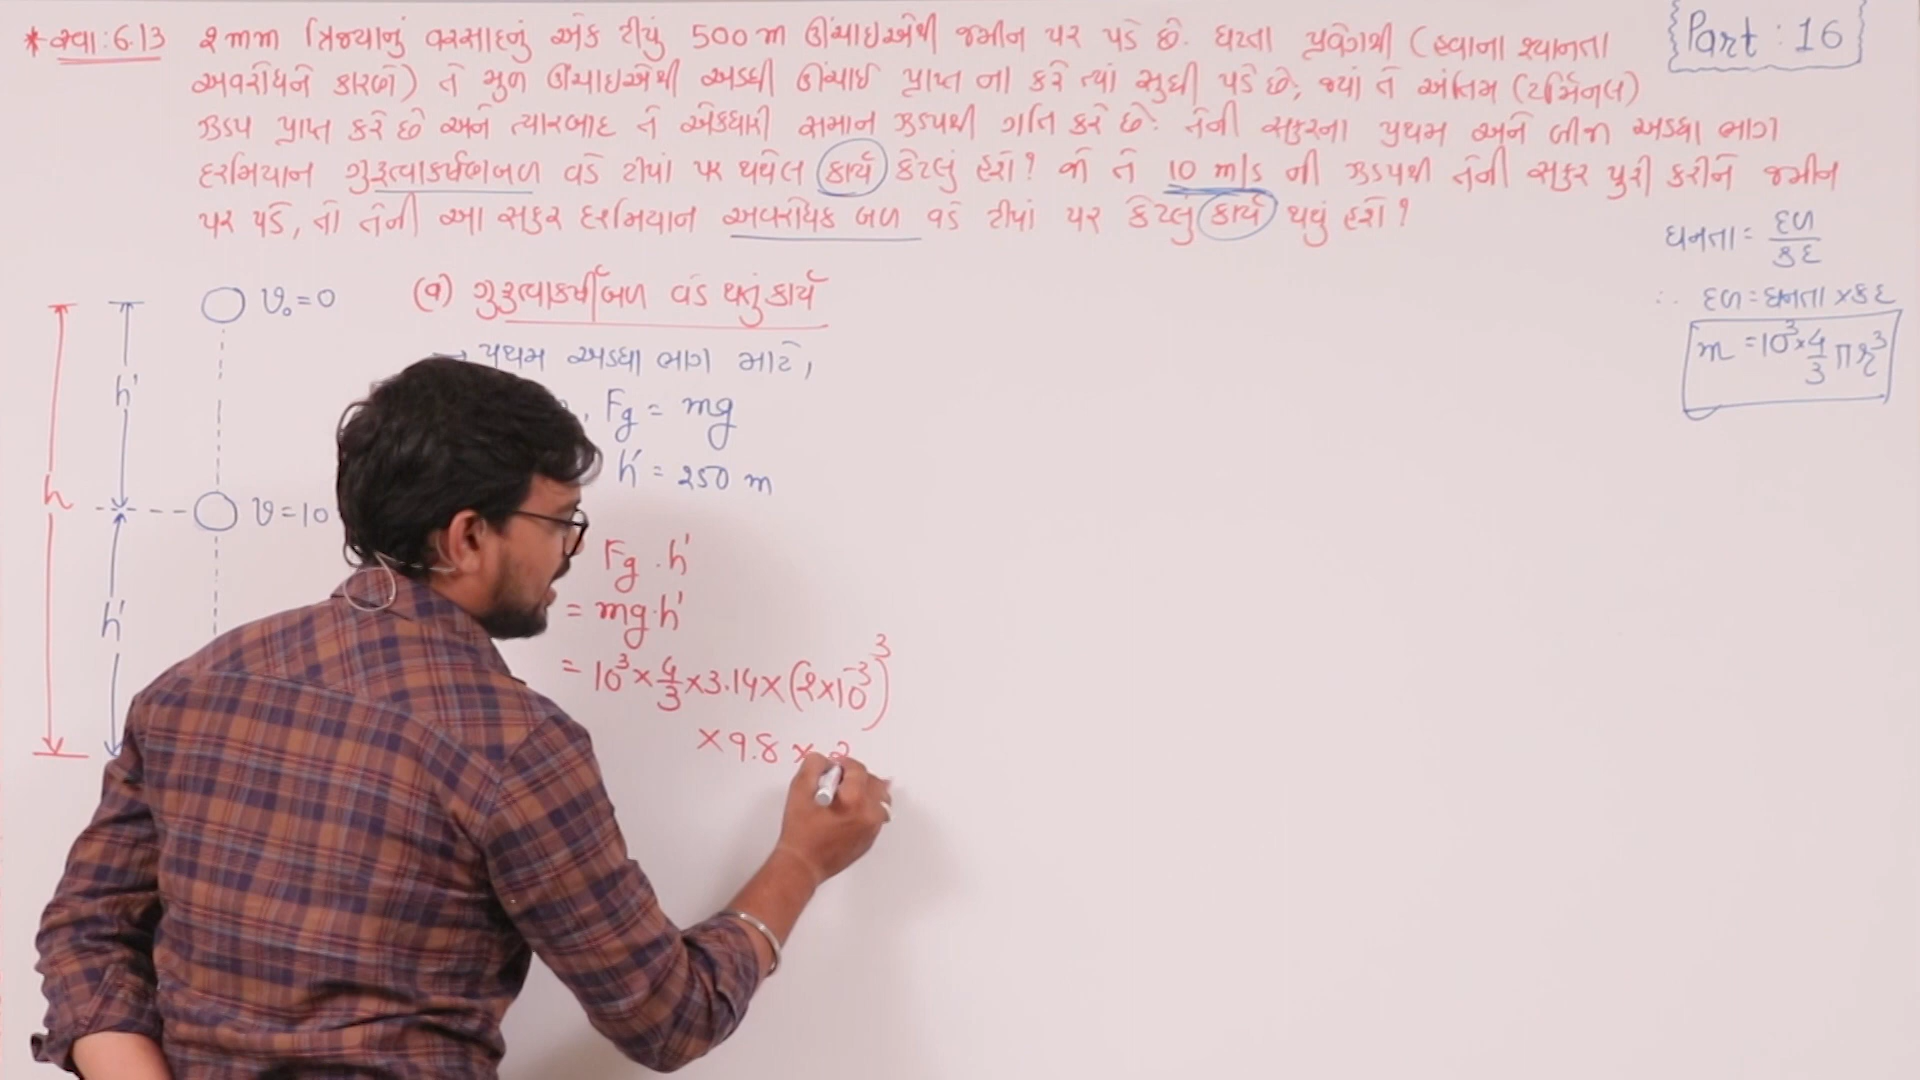 * સ્વા: 6.13 2 mm ત્રિજ્યાનું વરસાદનું એક ટીપું 500 m ઊંચાઇએથી જમીન પર પડે છે. ઘટતા પ્રવેગથી (હવાના શ્યાનતા
અવરોધને કારણે) તે મૂળ ઊંચાઇએથી અડધી ઊંચાઇ પ્રાપ્ત ના કરે ત્યાં સુધી પડે છે; જ્યાં તે અંતિમ (ટર્મિનલ)
ઝડપ પ્રાપ્ત કરે છે અને ત્યારબાદ તે એકધારી સમાન ઝડપથી ગતિ કરે છે. તેની સફરના પ્રથમ અને બીજા અડધા ભાગ
દરમિયાન ગુરૂત્વાકર્ષણબળ વડે ટીપાં પર થયેલ કાર્ય કેટલું હશે? જો તે 10 m/s ની ઝડપથી તેની સફર પુરી કરીને જમીન
પર પડે, તો તેની આ સફર દરમિયાન અવરોધક બળ વડે ટીપાં પર કેટલું કાર્ય થયું હશે?
Part : 16
ઘનતા = દળ / કદ
∴ દળ = ઘનતા × કદ
m = 10³ × 4/3 π r³
h
h'
v₀ = 0
v = 10
h'
(a) ગુરૂત્વાકર્ષીબળ વડે થતું કાર્ય
→ પ્રથમ અડધા ભાગ માટે,
, Fg = mg
h' = 250 m
Fg . h'
= mg . h'
= 10³ × 4/3 × 3.14 × (2 × 10⁻³)³
× 9.8 × 2